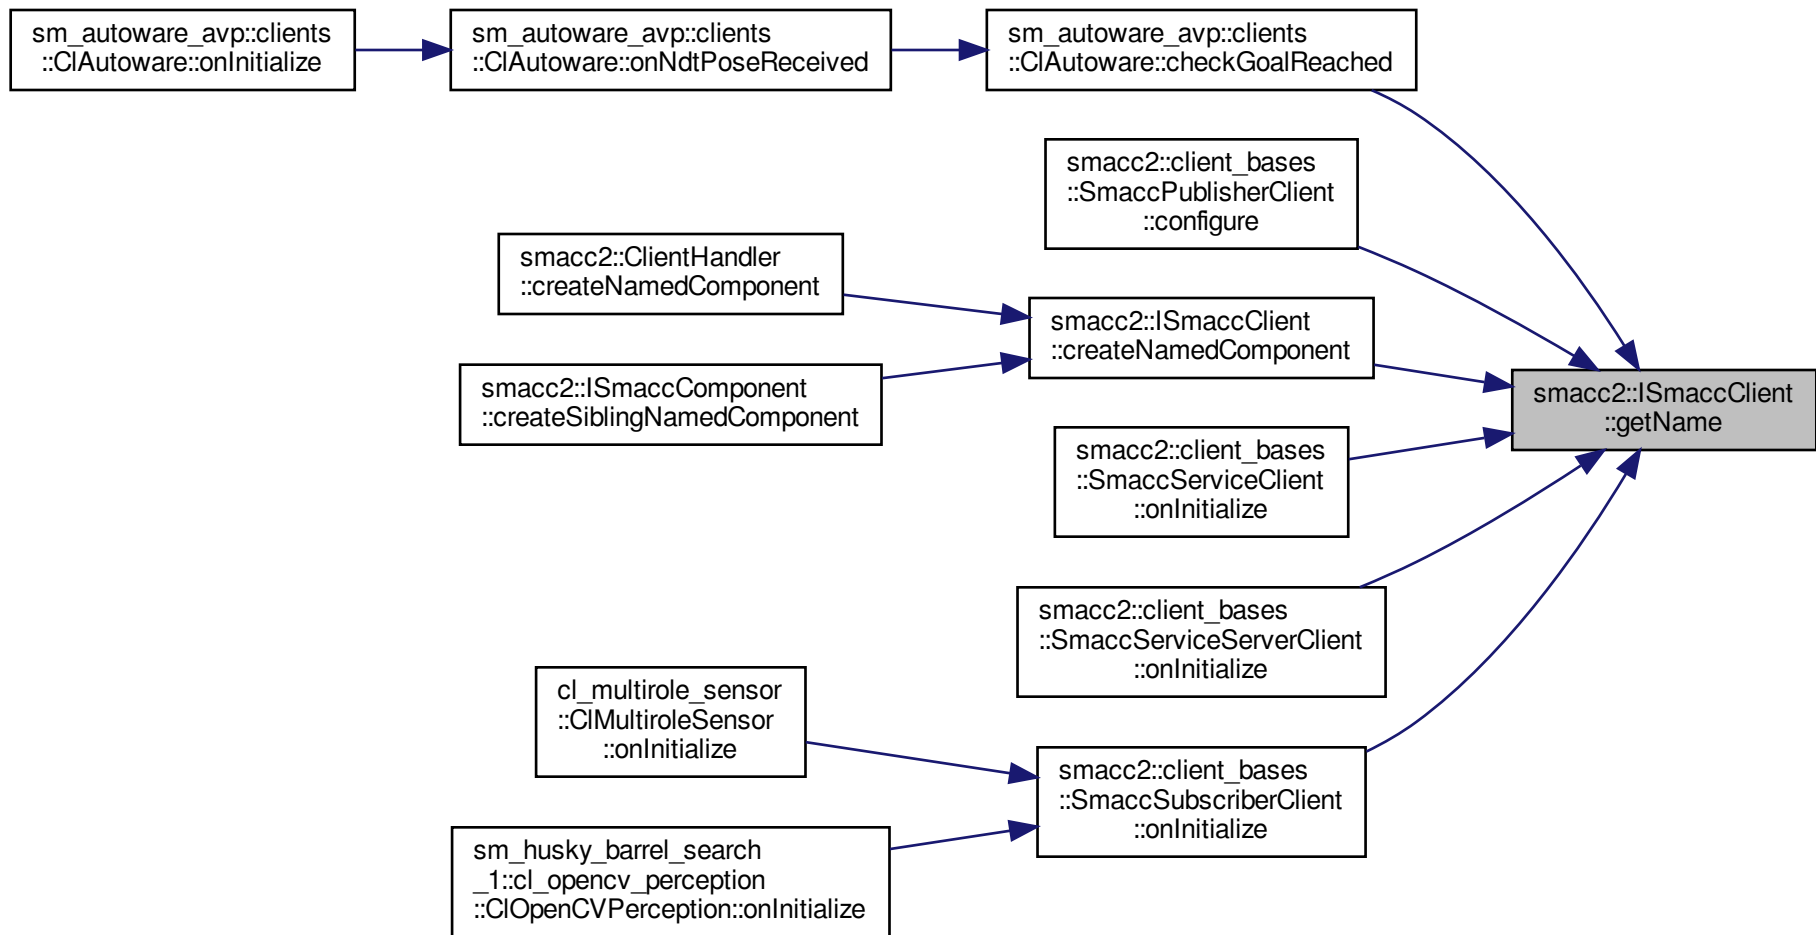 sm_autoware_avp::clients
::ClAutoware::onInitialize
sm_autoware_avp::clients
::ClAutoware::onNdtPoseReceived
sm_autoware_avp::clients
::ClAutoware::checkGoalReached
smacc2::client_bases
::SmaccPublisherClient
::configure
smacc2::ClientHandler
::createNamedComponent
smacc2::ISmaccClient
::createNamedComponent
smacc2::ISmaccComponent
::createSiblingNamedComponent
smacc2::ISmaccClient
::getName
smacc2::client_bases
::SmaccServiceClient
::onInitialize
smacc2::client_bases
::SmaccServiceServerClient
::onInitialize
cl_multirole_sensor
::ClMultiroleSensor
::onInitialize
smacc2::client_bases
::SmaccSubscriberClient
::onInitialize
sm_husky_barrel_search
_1::cl_opencv_perception
::ClOpenCVPerception::onInitialize